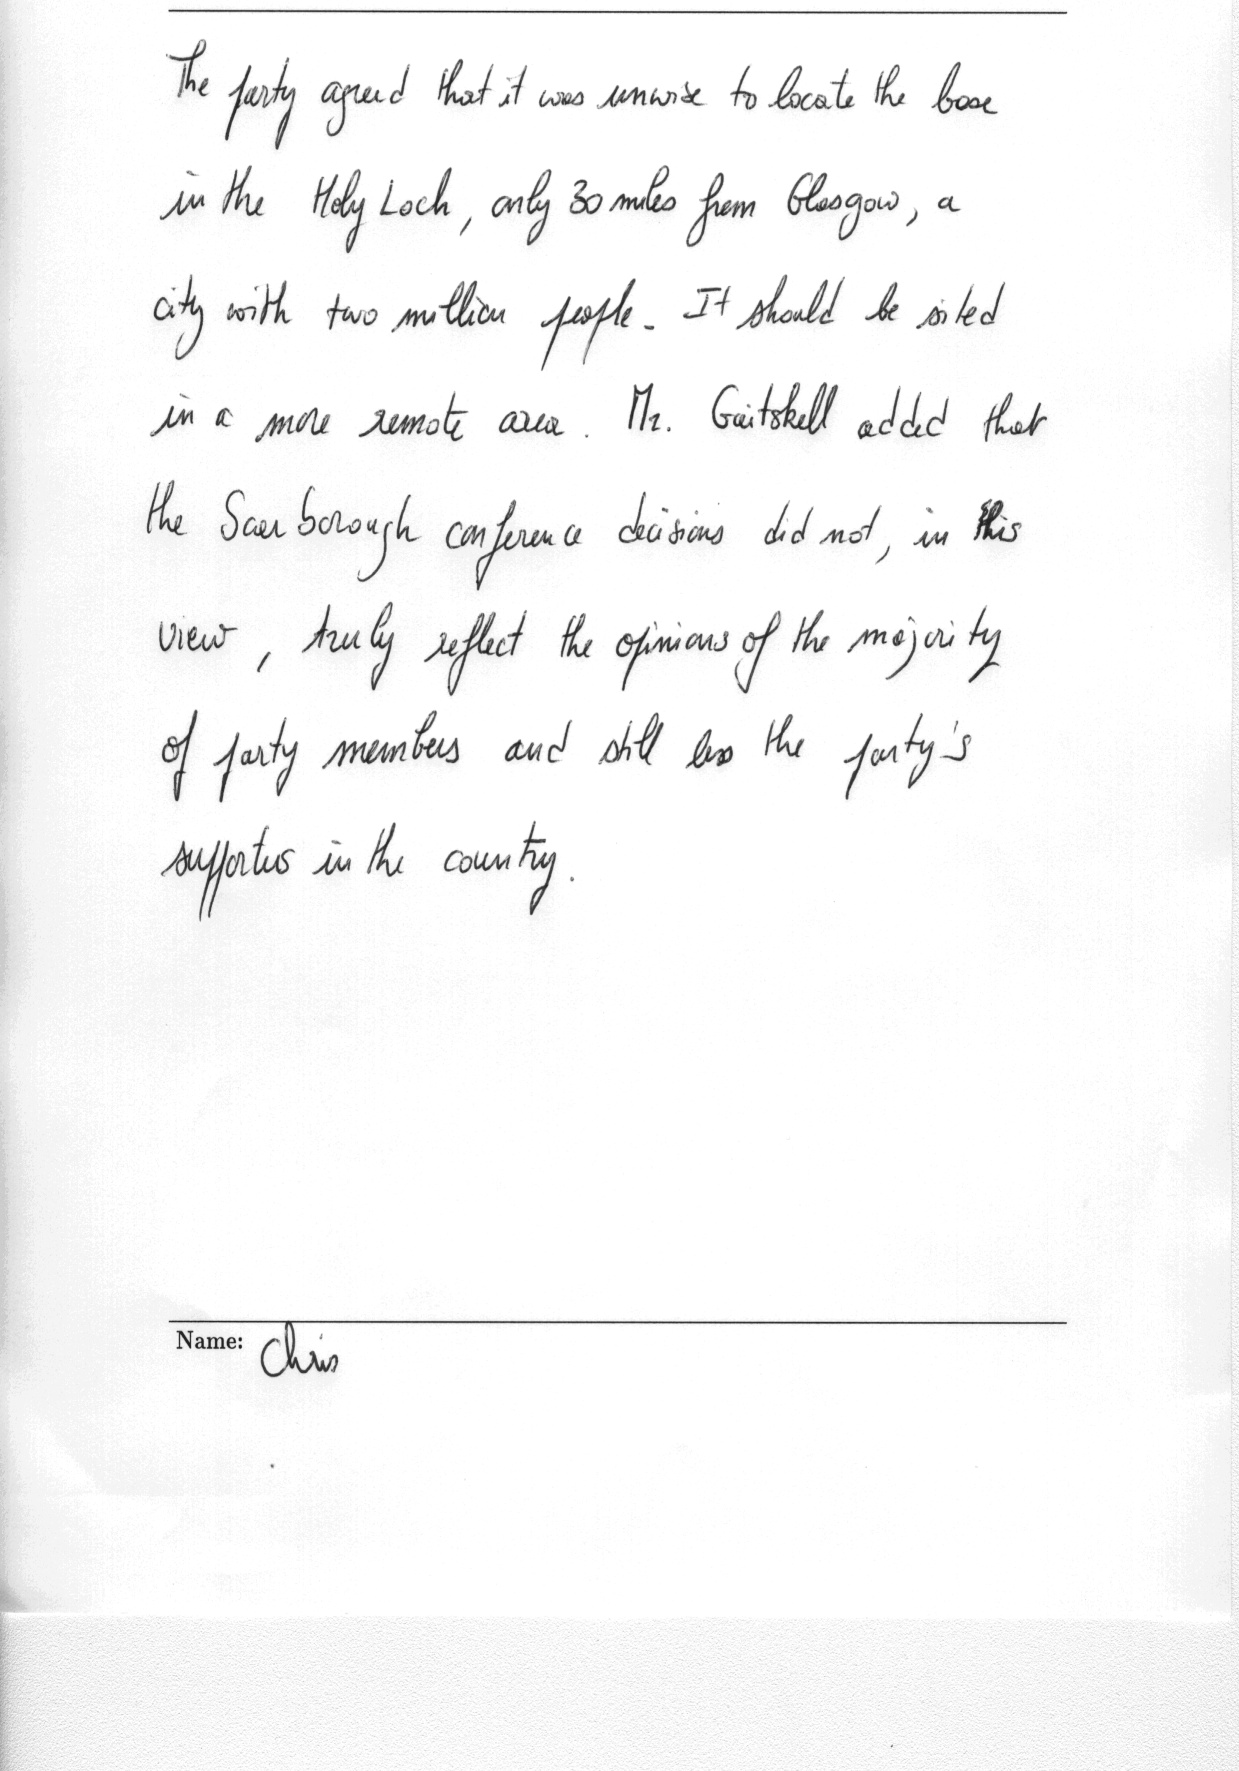 The party agreed that it was unwise to locate the base
in the Holy Loch, only 30 miles from Glasgow, a
city with two million people. It should be sited
in a more remote area. Mr. Gaitskell added that
the Scarborough conference decisions did not, in this
view, truly reflect the opinions of the majority
of party members and still less the party's
supporters in the country.
Name: Chris